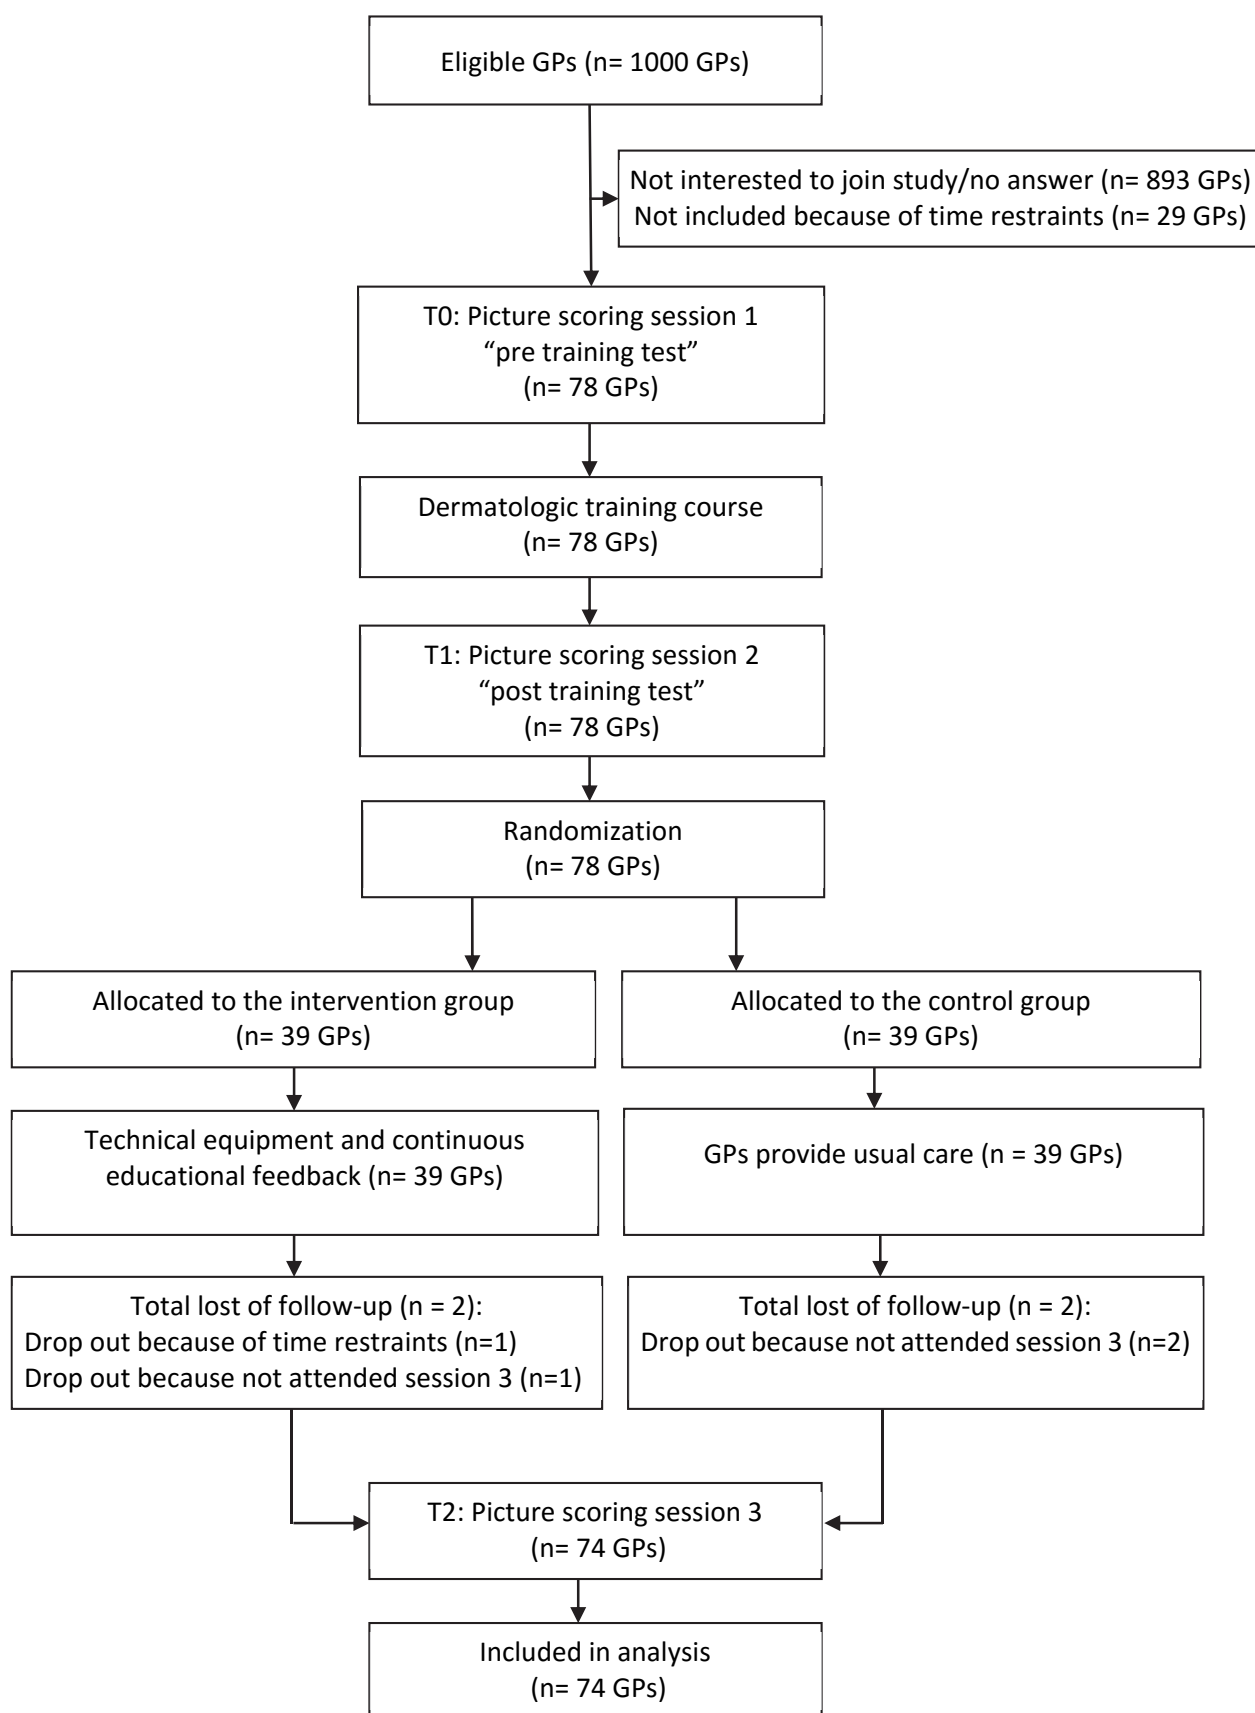 Eligible GPs (n= 1000 GPs)
Not interested to join study/no answer (n= 893 GPs)
Not included because of time restraints (n= 29 GPs)
T0: Picture scoring session 1
“pre training test”
(n= 78 GPs)
Dermatologic training course
(n= 78 GPs)
T1: Picture scoring session 2
“post training test”
(n= 78 GPs)
Randomization
(n= 78 GPs)
Allocated to the intervention group
(n= 39 GPs)
Allocated to the control group
(n= 39 GPs)
Technical equipment and continuous
educational feedback (n= 39 GPs)
GPs provide usual care (n = 39 GPs)
Total lost of follow-up (n = 2):
Drop out because of time restraints (n=1)
Drop out because not attended session 3 (n=1)
Total lost of follow-up (n = 2):
Drop out because not attended session 3 (n=2)
T2: Picture scoring session 3
(n= 74 GPs)
Included in analysis
(n= 74 GPs)